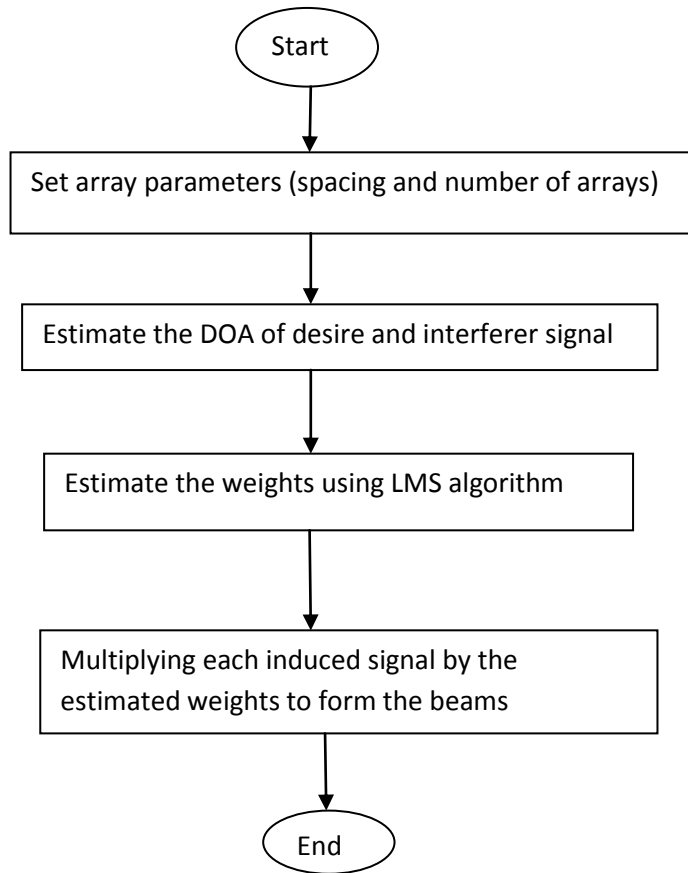 Start
Set array parameters (spacing and number of arrays)
Estimate the DOA of desire and interferer signal
Estimate the weights using LMS algorithm
Multiplying each induced signal by the
estimated weights to form the beams
End